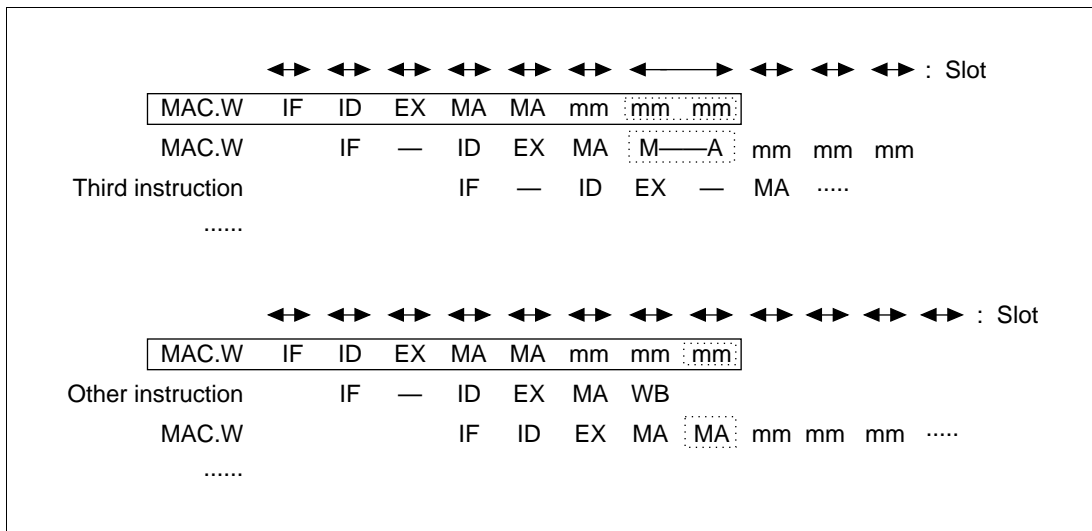 : Slot
MAC.W IF ID EX MA MA mm mm mm
MAC.W IF — ID EX MA M——A mm mm mm
Third instruction IF — ID EX — MA ·····
······
: Slot
MAC.W IF ID EX MA MA mm mm mm
Other instruction IF — ID EX MA WB
MAC.W IF ID EX MA MA mm mm mm ·····
······